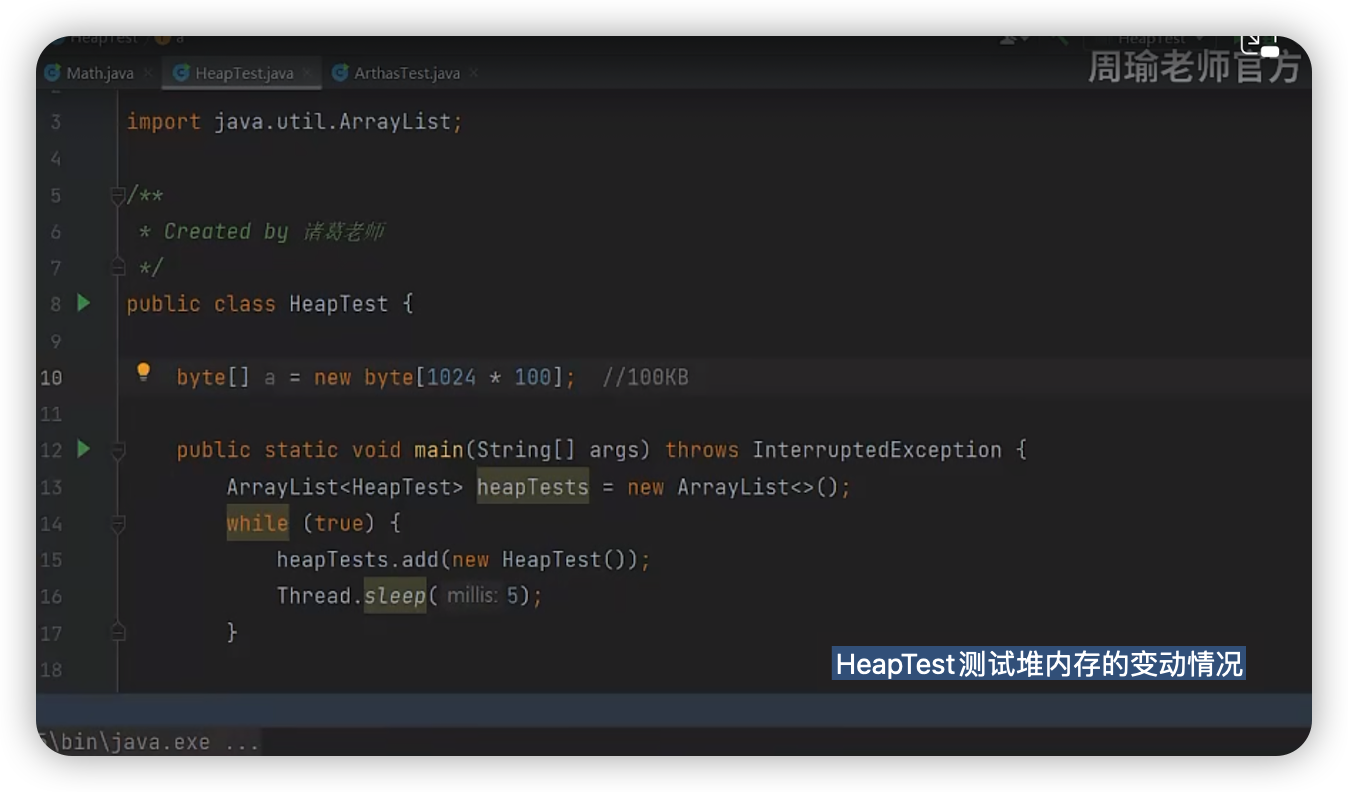 HeapTest a HeapTest
Math.java HeapTest.java ArthasTest.java
周瑜老师官方
3 import java.util.ArrayList;
4
5 /**
6 * Created by 诸葛老师
7 */
8 public class HeapTest {
9
10 byte[] a = new byte[1024 * 100]; //100KB
11
12 public static void main(String[] args) throws InterruptedException {
13 ArrayList<HeapTest> heapTests = new ArrayList<>();
14 while (true) {
15 heapTests.add(new HeapTest());
16 Thread.sleep( millis: 5);
17 }
18
HeapTest测试堆内存的变动情况
\bin\java.exe ...